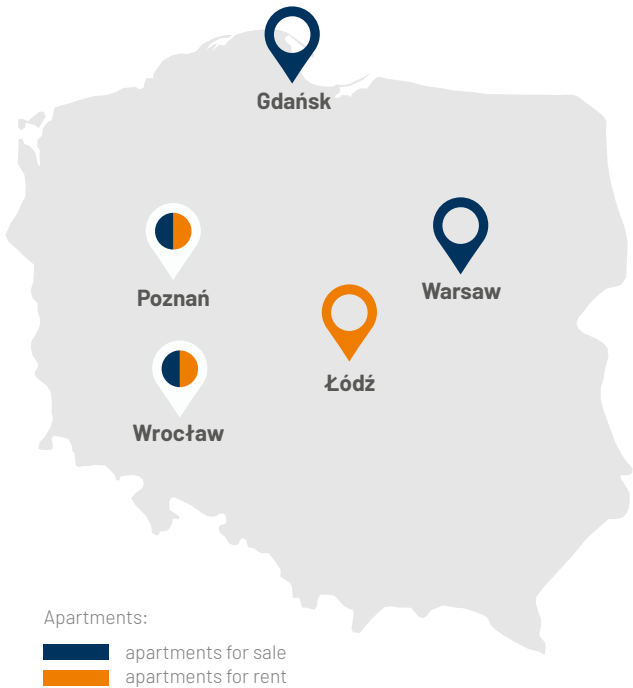 Gdańsk
Poznań
Warsaw
Łódź
Wrocław
Apartments:
apartments for sale
apartments for rent